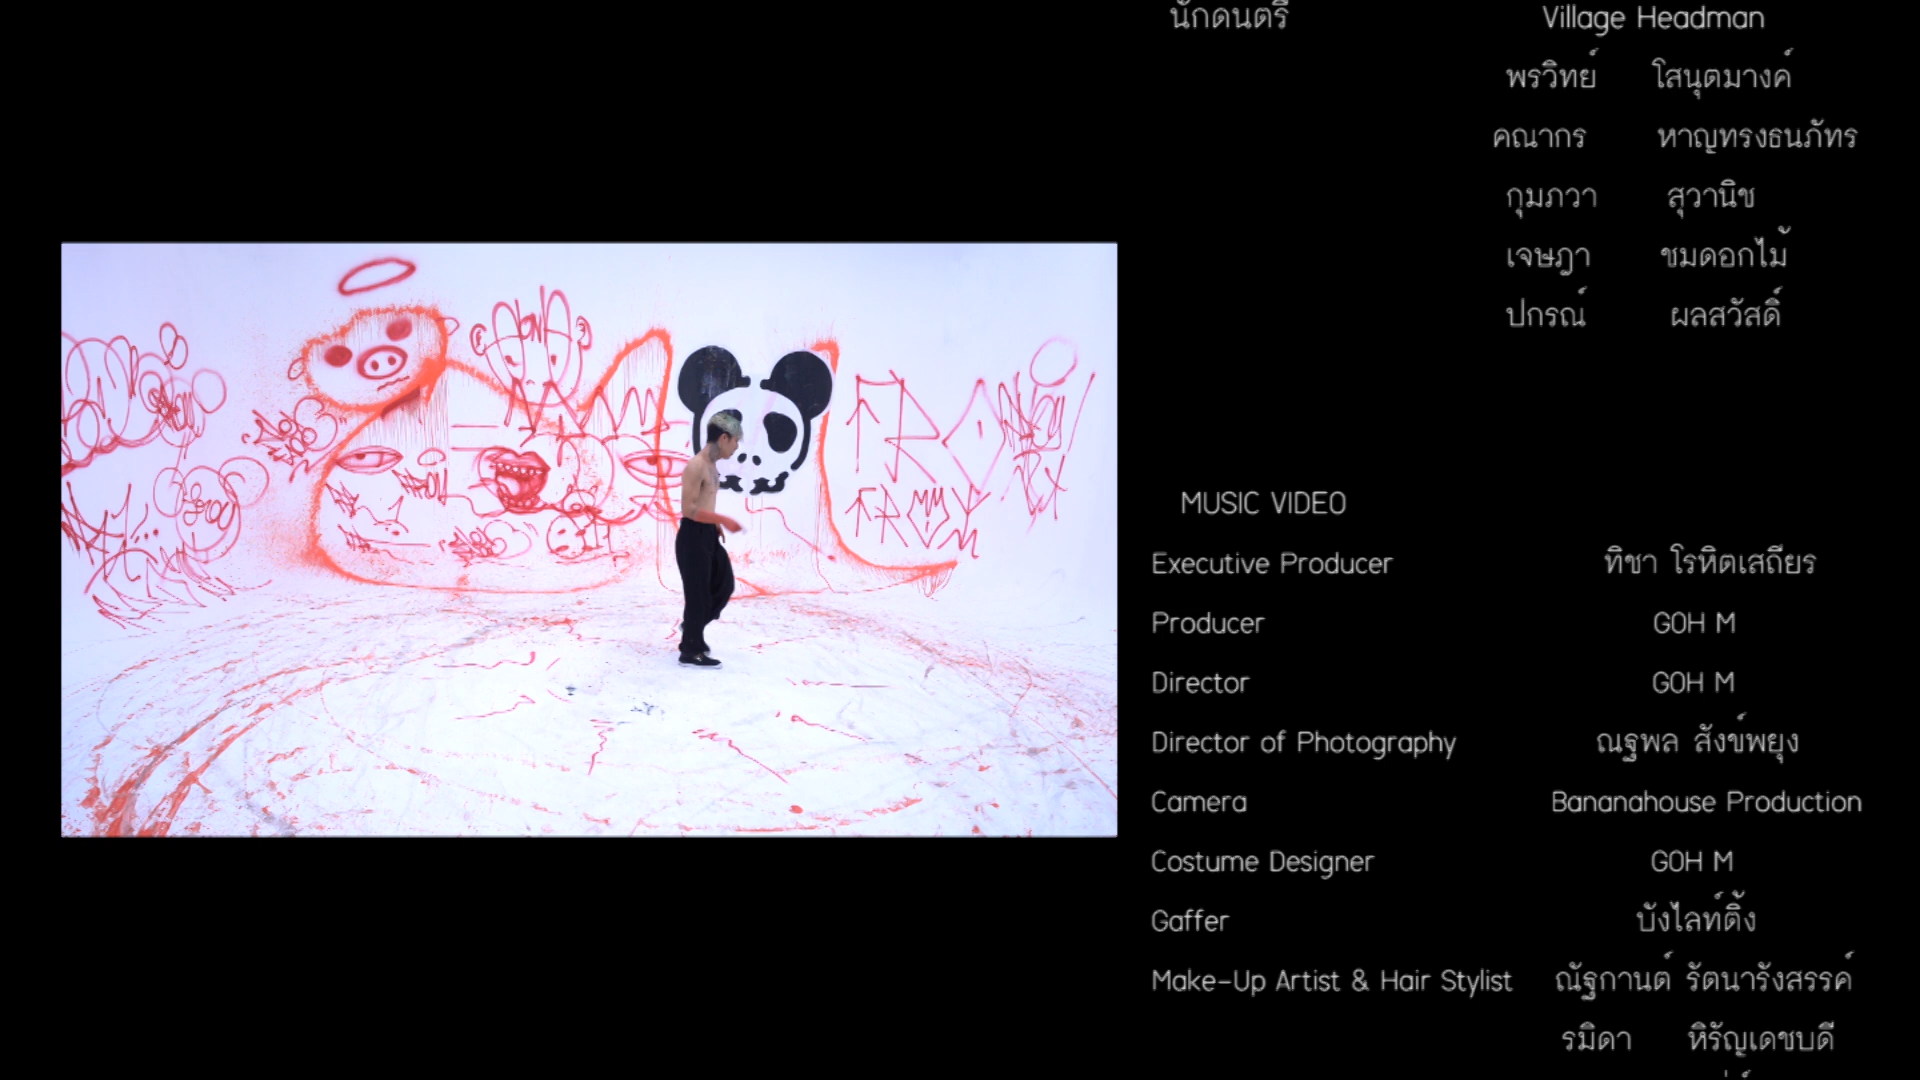 นักดนตรี Village Headman
พรวิทย์ โสนุตมางค์
คณากร หาญทรงธนภัทร
กุมภวา สุวานิช
เจษฎา ชมดอกไม้
ปกรณ์ ผลสวัสดิ์
MUSIC VIDEO
Executive Producer ทิชา โรหิตเสถียร
Producer GOH M
Director GOH M
Director of Photography ณฐพล สังข์พยุง
Camera Bananahouse Production
Costume Designer GOH M
Gaffer บังไลท์ติ้ง
Make-Up Artist & Hair Stylist ณัฐกานต์ รัตนารังสรรค์
รมิดา หิรัญเดชบดี